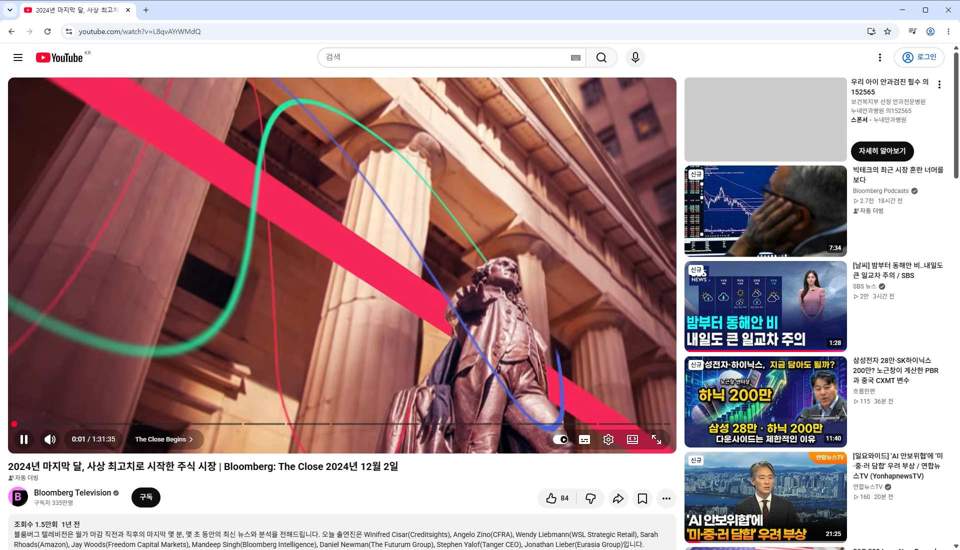 2024년 마지막 달, 사상 최고치
youtube.com/watch?v=L8qvAYrWMdQ
YouTube KR
검색
로그인
0:01 / 1:31:35
The Close Begins
2024년 마지막 달, 사상 최고치로 시작한 주식 시장 | Bloomberg: The Close 2024년 12월 2일
자동 더빙
B
Bloomberg Television
구독자 335만명
구독
84
조회수 1.5만회 1년 전
블룸버그 텔레비전은 월가 마감 직전과 직후의 마지막 몇 분, 몇 초 동안의 최신 뉴스와 분석을 전해드립니다. 오늘 출연진은 Winifred Cisar(Creditsights), Angelo Zino(CFRA), Wendy Liebmann(WSL Strategic Retail), Sarah
Rhoads(Amazon), Jay Woods(Freedom Capital Markets), Mandeep Singh(Bloomberg Intelligence), Daniel Newman(The Futurum Group), Stephen Yalof(Tanger CEO), Jonathan Lieber(Eurasia Group)입니다.
우리 아이 안과검진 필수 의
152565
보건복지부 선정 안과전문병원
누네안과병원 의152565
스폰서 · 누네안과병원
자세히 알아보기
신규
7:34
빅테크의 최근 시장 혼란 너머를
보다
Bloomberg Podcasts
2.7천 18시간 전
자동 더빙
신규
NEWS
밤부터 동해안 비
내일도 큰 일교차 주의
1:28
[날씨] 밤부터 동해안 비..내일도
큰 일교차 주의 / SBS
SBS 뉴스
2만 3시간 전
신규
삼성전자·하이닉스, 지금 담아도 될까?
하닉 200만
삼성 28만 · 하닉 200만
다운사이드는 제한적인 이유
11:40
삼성전자 28만·SK하이닉스
200만? 노근창이 계산한 PBR
과 중국 CXMT 변수
115 36분 전
신규
연합뉴스TV
'AI 안보위협'에
'미·중·러 담합' 우려 부상
21:25
[일요와이드] 'AI 안보위협'에 '미
·중·러 담합' 우려 부상 / 연합뉴
스TV (YonhapnewsTV)
연합뉴스TV
160 20분 전